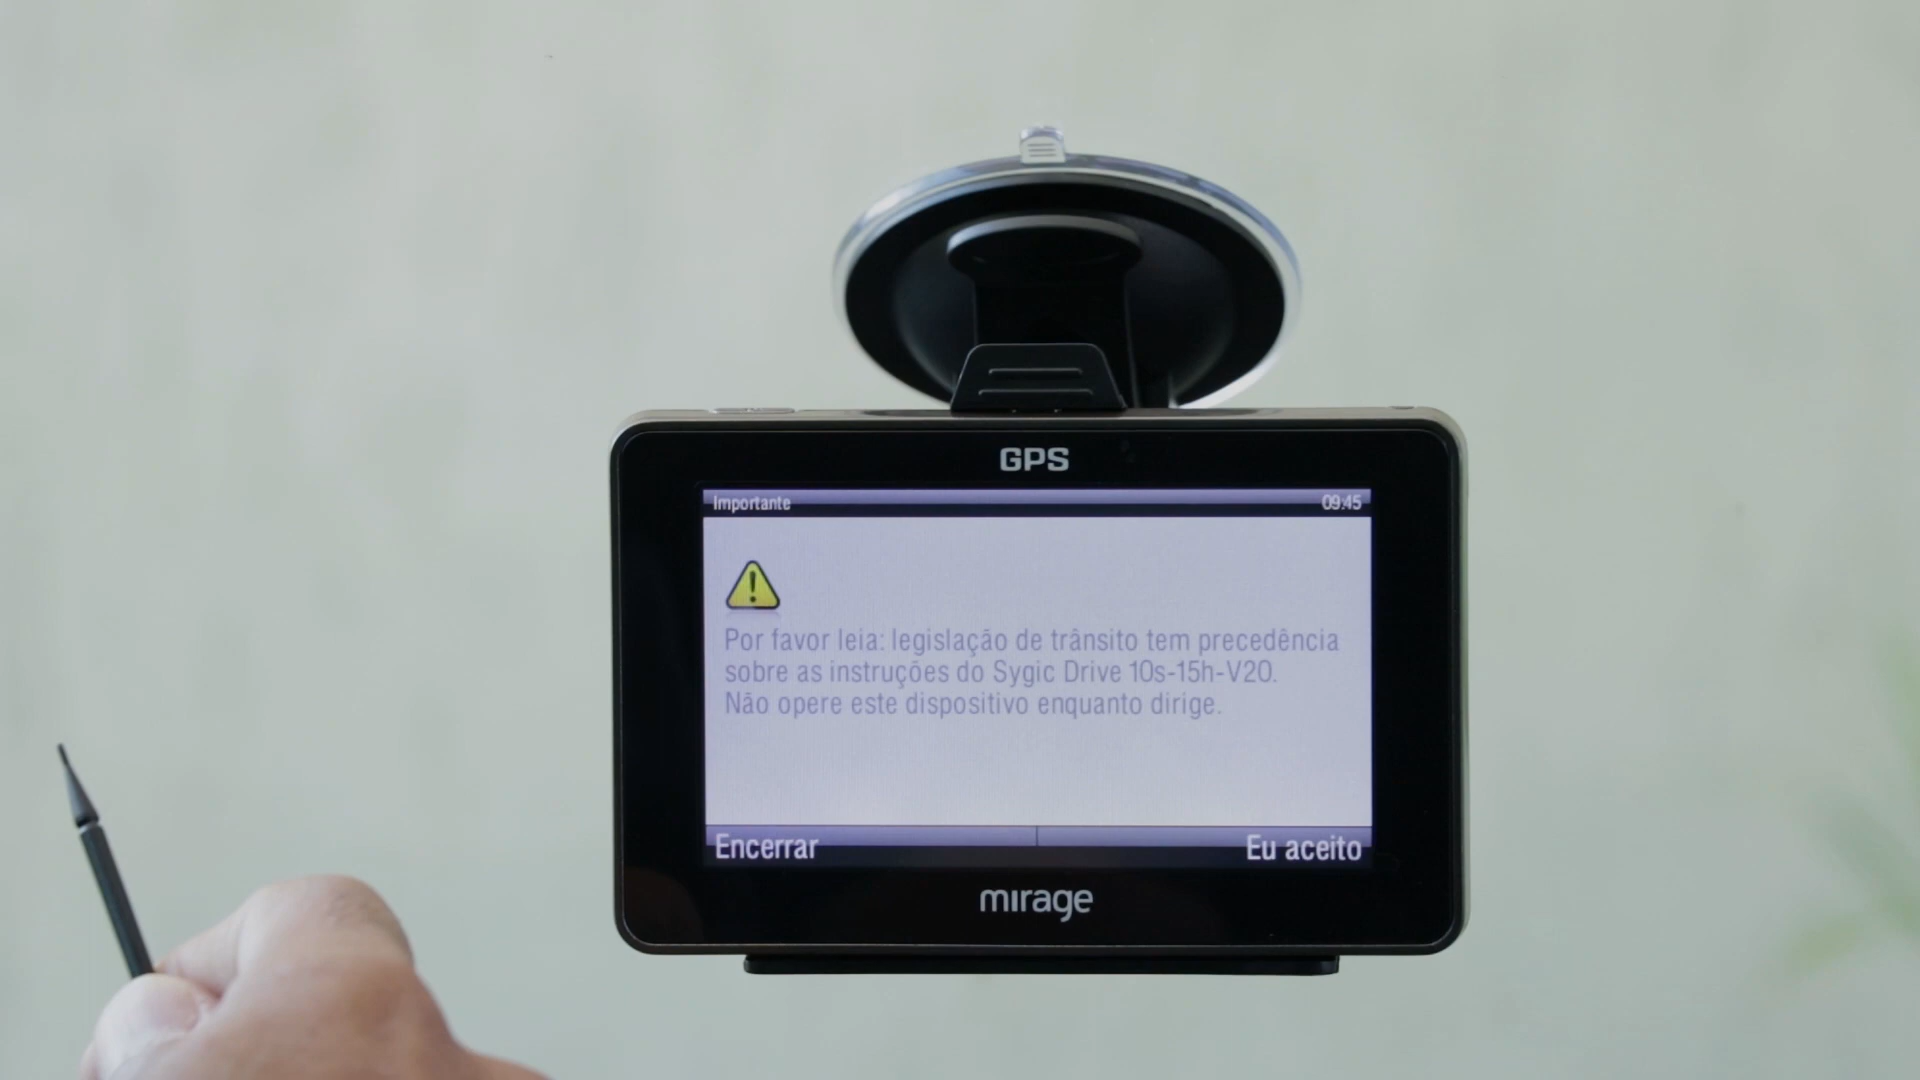 GPS
Importante 09:45
Por favor leia: legislação de trânsito tem precedência
sobre as instruções do Sygic Drive 10s-15h-V20.
Não opere este dispositivo enquanto dirige.
Encerrar Eu aceito
mirage